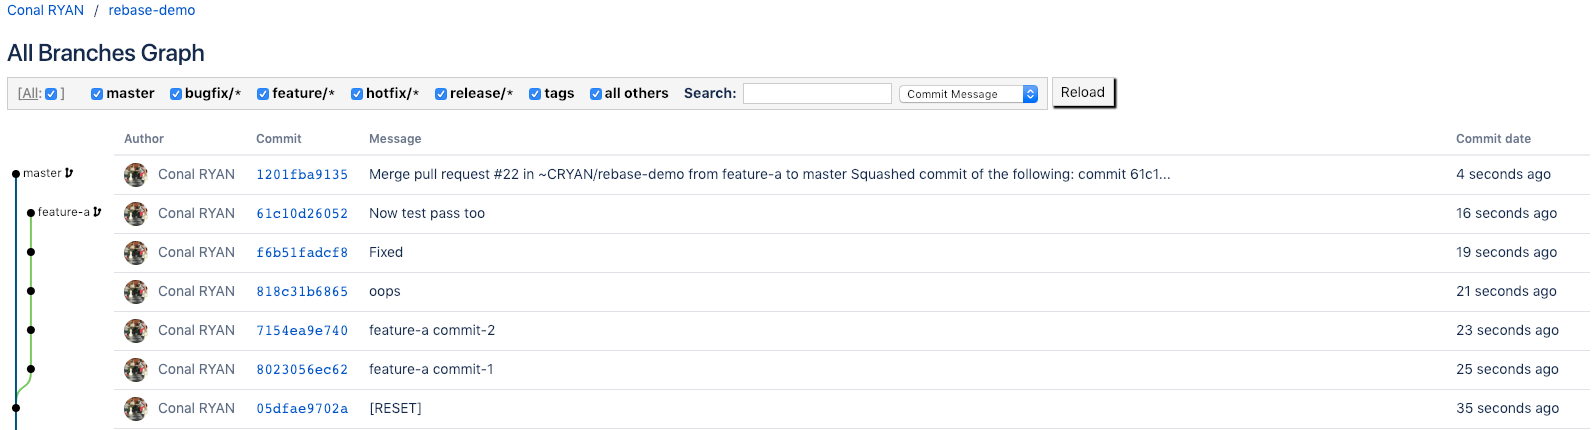 Conal RYAN / rebase-demo
All Branches Graph
[All: ] master bugfix/* feature/* hotfix/* release/* tags all others Search: Commit Message Reload
Author Commit Message Commit date
master Conal RYAN 1201fba9135 Merge pull request #22 in ~CRYAN/rebase-demo from feature-a to master Squashed commit of the following: commit 61c1... 4 seconds ago
feature-a Conal RYAN 61c10d26052 Now test pass too 16 seconds ago
Conal RYAN f6b51fadcf8 Fixed 19 seconds ago
Conal RYAN 818c31b6865 oops 21 seconds ago
Conal RYAN 7154ea9e740 feature-a commit-2 23 seconds ago
Conal RYAN 8023056ec62 feature-a commit-1 25 seconds ago
Conal RYAN 05dfae9702a [RESET] 35 seconds ago